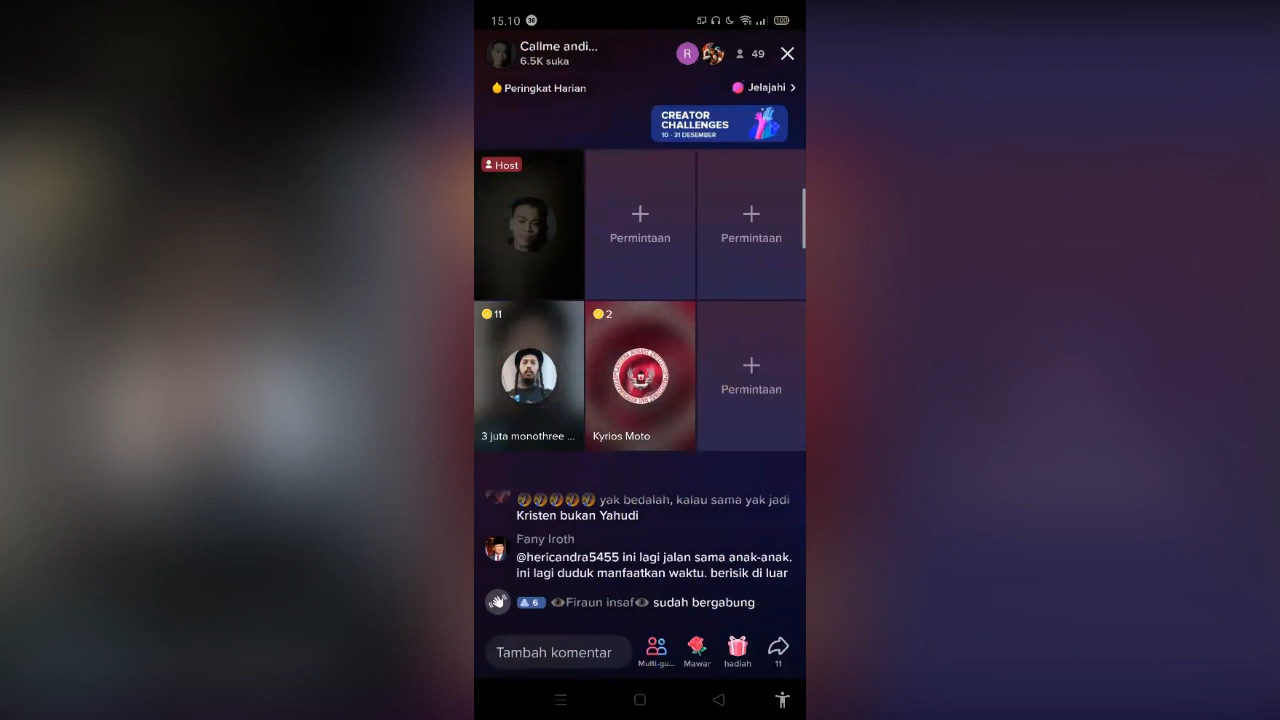 15.10 38
100
Callme andi...
6.5K suka
R
49
Peringkat Harian
Jelajahi
CREATOR
CHALLENGES
10 - 31 DESEMBER
Host
Permintaan
Permintaan
11
2
3 juta monothree ...
Kyrios Moto
Permintaan
🤣🤣🤣🤣🤣 yak bedalah, kalau sama yak jadi
Kristen bukan Yahudi
Fany Iroth
@hericandra5455 ini lagi jalan sama anak-anak.
ini lagi duduk manfaatkan waktu. berisik di luar
6 👁Firaun insaf👁 sudah bergabung
Tambah komentar
Multi-gu...
Mawar
hadiah
11